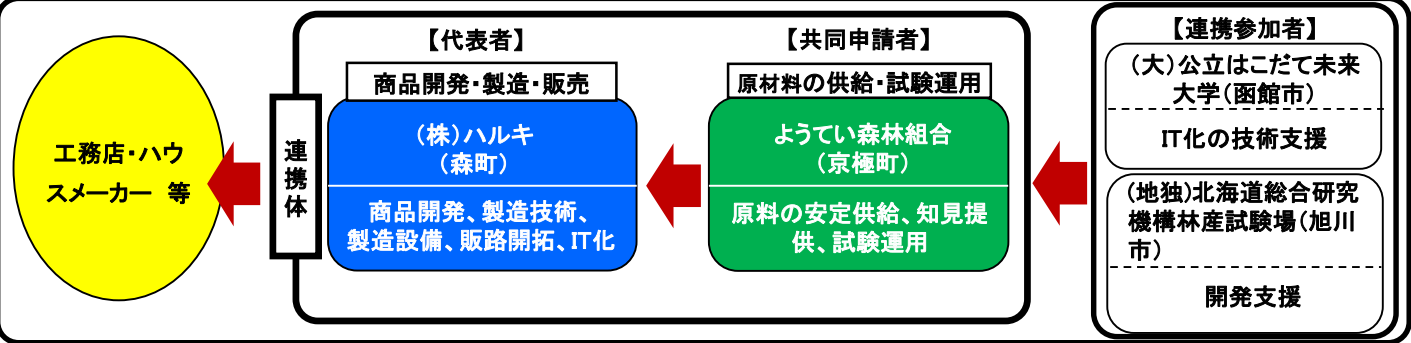 工務店・ハウ
スメーカー 等
連
携
体
【代表者】
商品開発・製造・販売
(株)ハルキ
(森町)
商品開発、製造技術、
製造設備、販路開拓、IT化
【共同申請者】
原材料の供給・試験運用
ようてい森林組合
(京極町)
原料の安定供給、知見提
供、試験運用
【連携参加者】
(大)公立はこだて未来
大学(函館市)
IT化の技術支援
(地独)北海道総合研究
機構林産試験場(旭川
市)
開発支援